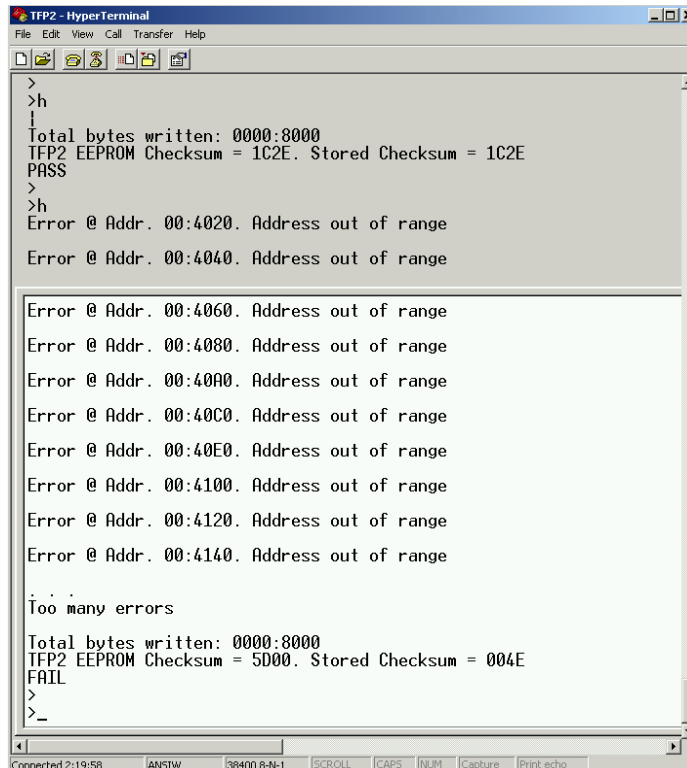 TFP2 - HyperTerminal
File Edit View Call Transfer Help
>
>h
¦
Total bytes written: 0000:8000
TFP2 EEPROM Checksum = 1C2E. Stored Checksum = 1C2E
PASS
>
>h
Error @ Addr. 00:4020. Address out of range
Error @ Addr. 00:4040. Address out of range
Error @ Addr. 00:4060. Address out of range
Error @ Addr. 00:4080. Address out of range
Error @ Addr. 00:40A0. Address out of range
Error @ Addr. 00:40C0. Address out of range
Error @ Addr. 00:40E0. Address out of range
Error @ Addr. 00:4100. Address out of range
Error @ Addr. 00:4120. Address out of range
Error @ Addr. 00:4140. Address out of range
. . .
Too many errors
Total bytes written: 0000:8000
TFP2 EEPROM Checksum = 5D00. Stored Checksum = 004E
FAIL
>
>_
Connected 2:19:58 ANSIW 38400 8-N-1 SCROLL CAPS NUM Capture Print echo